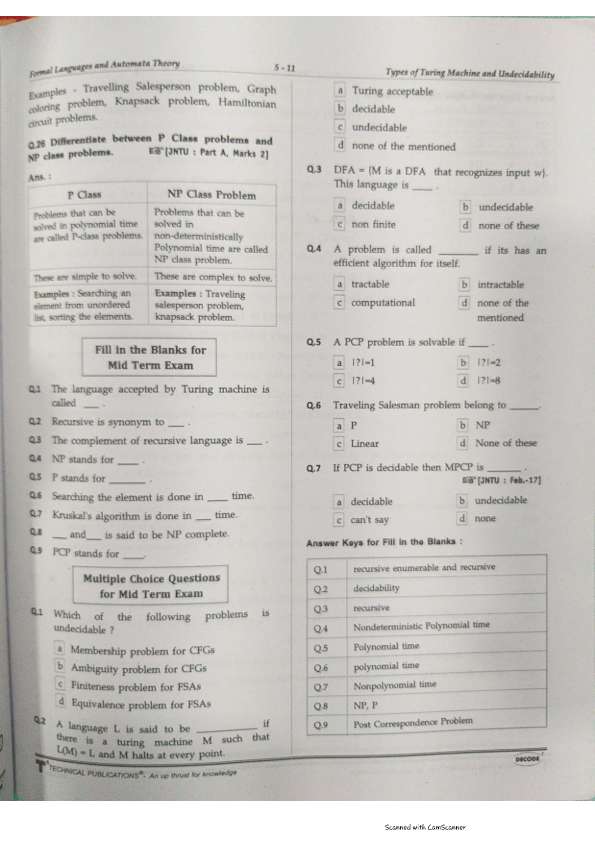 Formal Languages and Automata Theory
5 - 11
Types of Turing Machine and Undecidability
Examples - Travelling Salesperson problem, Graph
coloring problem, Knapsack problem, Hamiltonian
circuit problems.
Q.26 Differentiate between P Class problems and
NP class problems. [JNTU : Part A, Marks 2]
Ans. :
P Class
NP Class Problem
Problems that can be
solved in polynomial time
are called P-class problems.
Problems that can be
solved in
non-deterministically
Polynomial time are called
NP class problem.
These are simple to solve.
These are complex to solve.
Examples : Searching an
element from unordered
list, sorting the elements.
Examples : Traveling
salesperson problem,
knapsack problem.
Fill in the Blanks for
Mid Term Exam
Q.1 The language accepted by Turing machine is
called ___ .
Q.2 Recursive is synonym to ___ .
Q.3 The complement of recursive language is ___ .
Q.4 NP stands for ____ .
Q.5 P stands for _______ .
Q.6 Searching the element is done in ____ time.
Q.7 Kruskal's algorithm is done in ___ time.
Q.8 ___ and___ is said to be NP complete.
Q.9 PCP stands for ____.
Multiple Choice Questions
for Mid Term Exam
Q.1 Which of the following problems is
undecidable ?
a Membership problem for CFGs
b Ambiguity problem for CFGs
c Finiteness problem for FSAs
d Equivalence problem for FSAs
Q.2 A language L is said to be __________ if
there is a turing machine M such that
L(M) = L and M halts at every point.
a Turing acceptable
b decidable
c undecidable
d none of the mentioned
Q.3 DFA = {M is a DFA that recognizes input w}.
This language is ____ .
a decidable b undecidable
c non finite d none of these
Q.4 A problem is called ________ if its has an
efficient algorithm for itself.
a tractable b intractable
c computational d none of the
mentioned
Q.5 A PCP problem is solvable if ____ .
a |?|=1 b |?|=2
c |?|=4 d |?|=8
Q.6 Traveling Salesman problem belong to ______.
a P b NP
c Linear d None of these
Q.7 If PCP is decidable then MPCP is _______ .
[JNTU : Feb.-17]
a decidable b undecidable
c can't say d none
Answer Keys for Fill in the Blanks :
Q.1 recursive enumerable and recursive
Q.2 decidability
Q.3 recursive
Q.4 Nondeterministic Polynomial time
Q.5 Polynomial time
Q.6 polynomial time
Q.7 Nonpolynomial time
Q.8 NP, P
Q.9 Post Correspondence Problem
TECHNICAL PUBLICATIONS® - An up thrust for knowledge
DECODE
Scanned with CamScanner